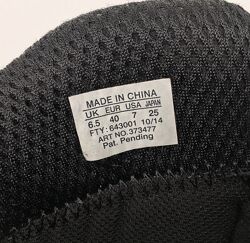 MADE IN CHINA
UK EUR USA JAPAN
6.5 40 7 25
FTY: 643001 10/14
ART NO.373477
Pat. Pending